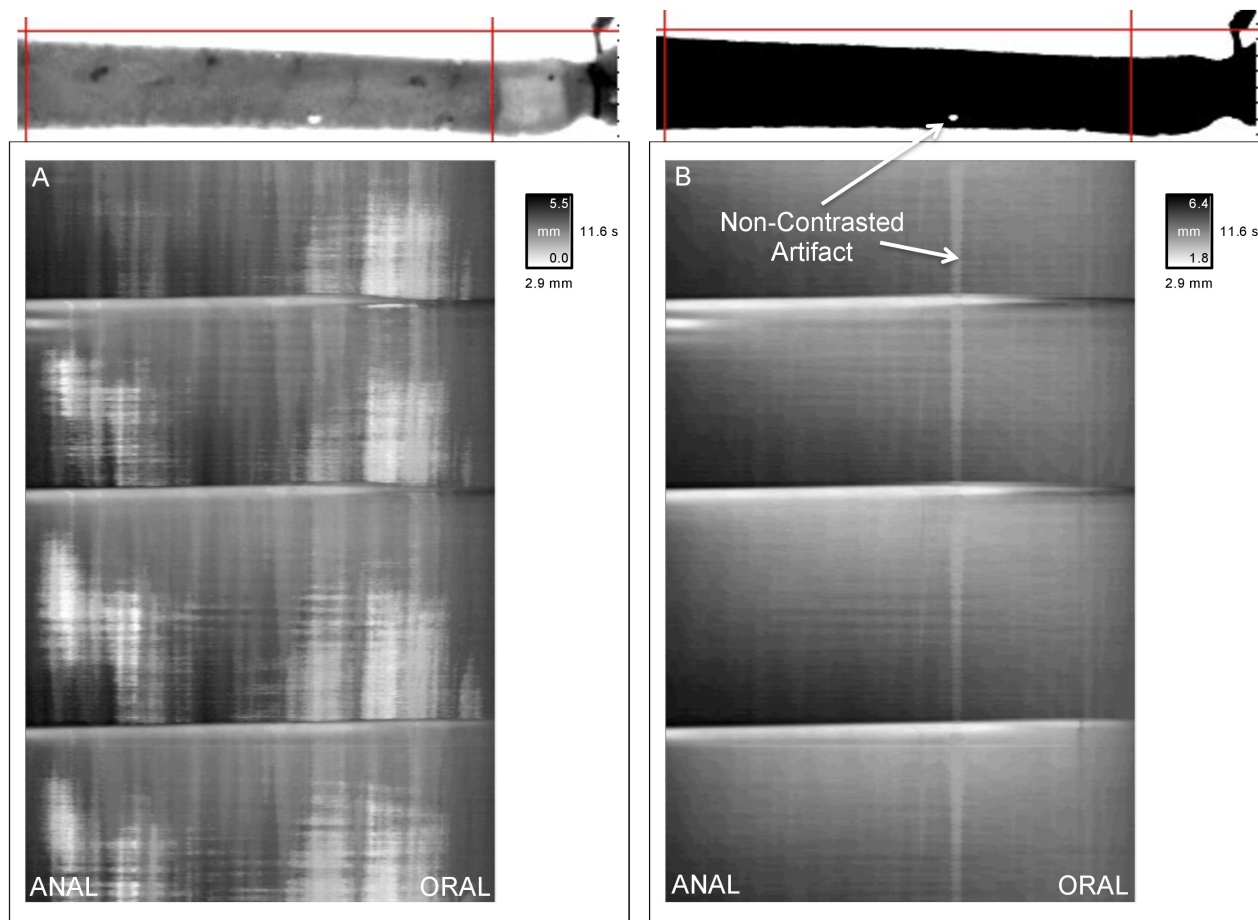 A
5.5
mm
11.6 s
0.0
2.9 mm
ANAL
ORAL
B
Non-Contrasted
Artifact
6.4
mm
11.6 s
1.8
2.9 mm
ANAL
ORAL